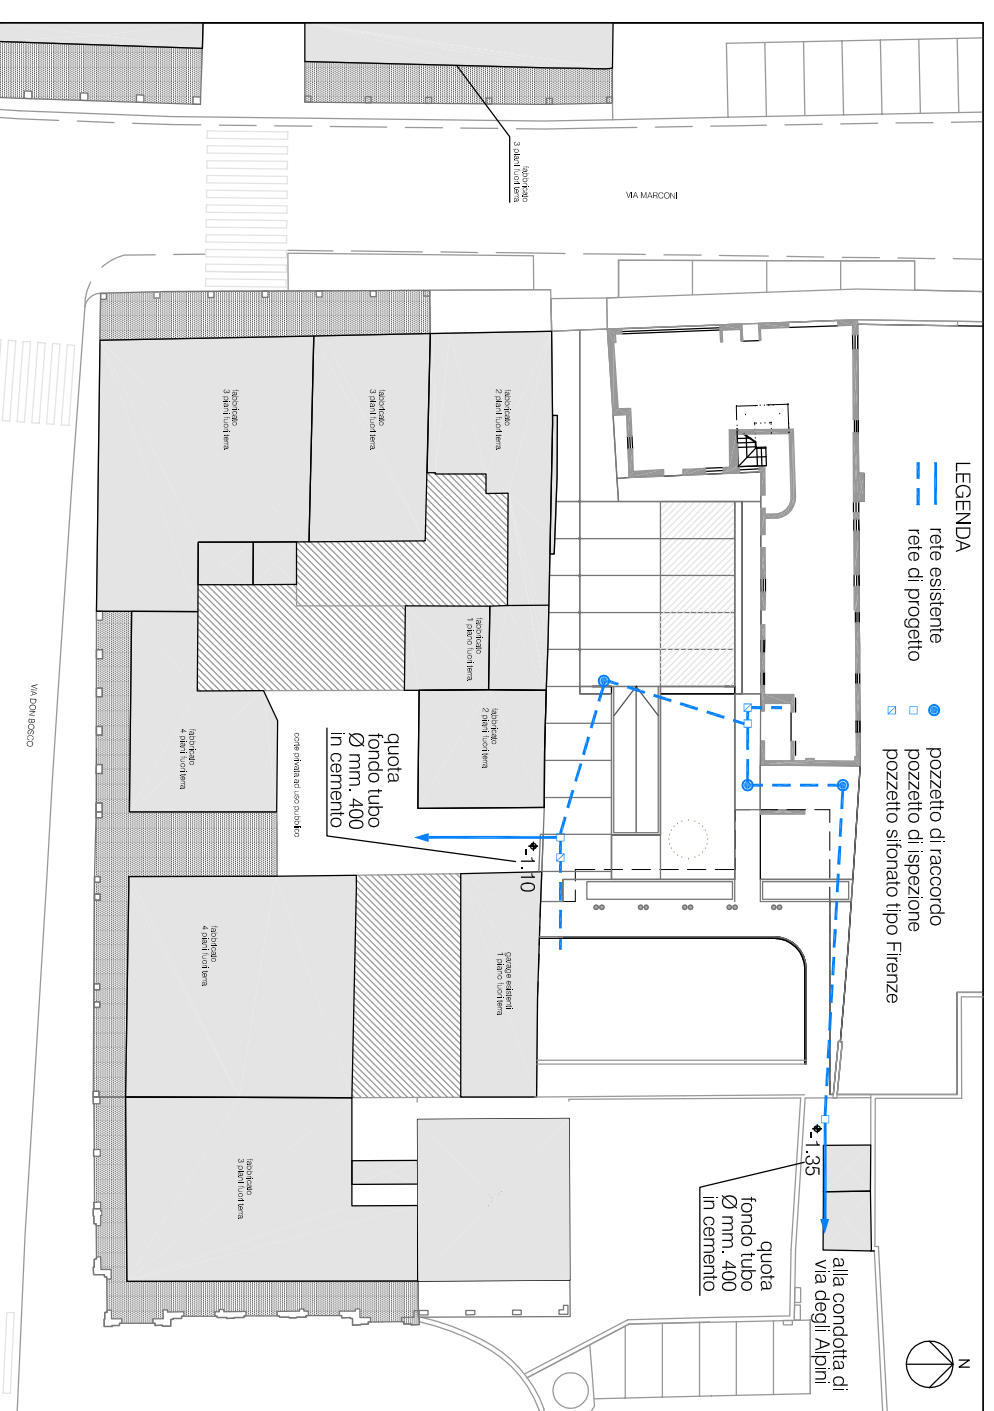 LEGENDA
rete esistente
rete di progetto
pozzetto di raccordo
pozzetto di ispezione
pozzetto sifonato tipo Firenze
N
VIA MARCONI
fabbricato
3 piani fuori terra
fabbricato
2 piani fuori terra
fabbricato
3 piani fuori terra
fabbricato
3 piani fuori terra
fabbricato
1 piano fuori terra
fabbricato
2 piani fuori terra
fabbricato
4 piani fuori terra
corte privata ad uso pubblico
quota
fondo tubo
Ø mm. 400
in cemento
-1.10
garage esistenti
1 piano fuori terra
fabbricato
4 piani fuori terra
fabbricato
3 piani fuori terra
-1.35
quota
fondo tubo
Ø mm. 400
in cemento
alla condotta di
via degli Alpini
VIA DON BOSCO